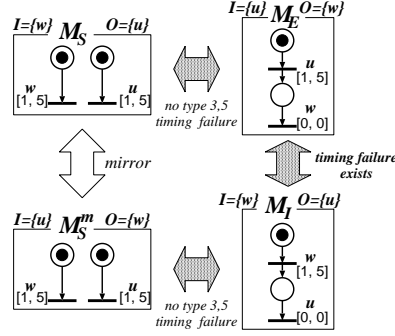 I={w} M_S O={u}
w
[1, 5]
u
[1, 5]
no type 3,5
timing failure
I={u} M_E O={w}
u
[1, 5]
w
[0, 0]
mirror
timing failure
exists
I={u} M_S^m O={w}
w
[1, 5]
u
[1, 5]
no type 3,5
timing failure
I={w} M_I O={u}
w
[1, 5]
u
[0, 0]